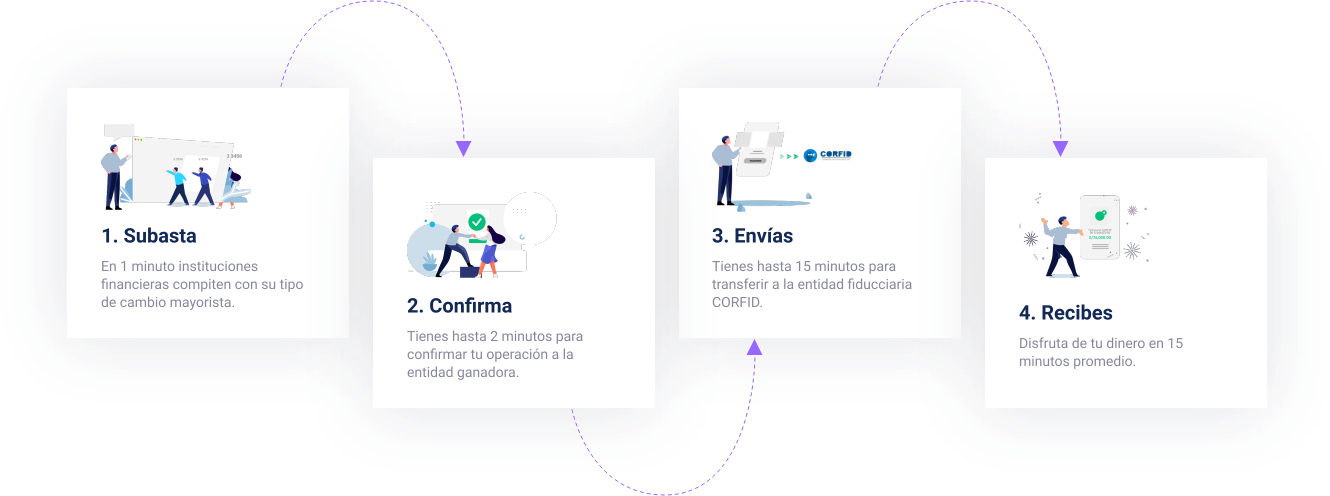 1. Subasta
En 1 minuto instituciones
financieras compiten con su tipo
de cambio mayorista.
2. Confirma
Tienes hasta 2 minutos para
confirmar tu operación a la
entidad ganadora.
CORFID
3. Envías
Tienes hasta 15 minutos para
transferir a la entidad fiducciaria
CORFID.
4. Recibes
Disfruta de tu dinero en 15
minutos promedio.